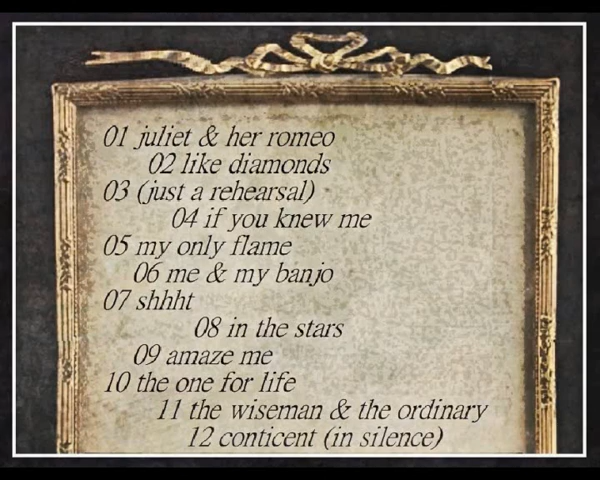 01 juliet & her romeo
02 like diamonds
03 (just a rehearsal)
04 if you knew me
05 my only flame
06 me & my banjo
07 shhht
08 in the stars
09 amaze me
10 the one for life
11 the wiseman & the ordinary
12 conticent (in silence)